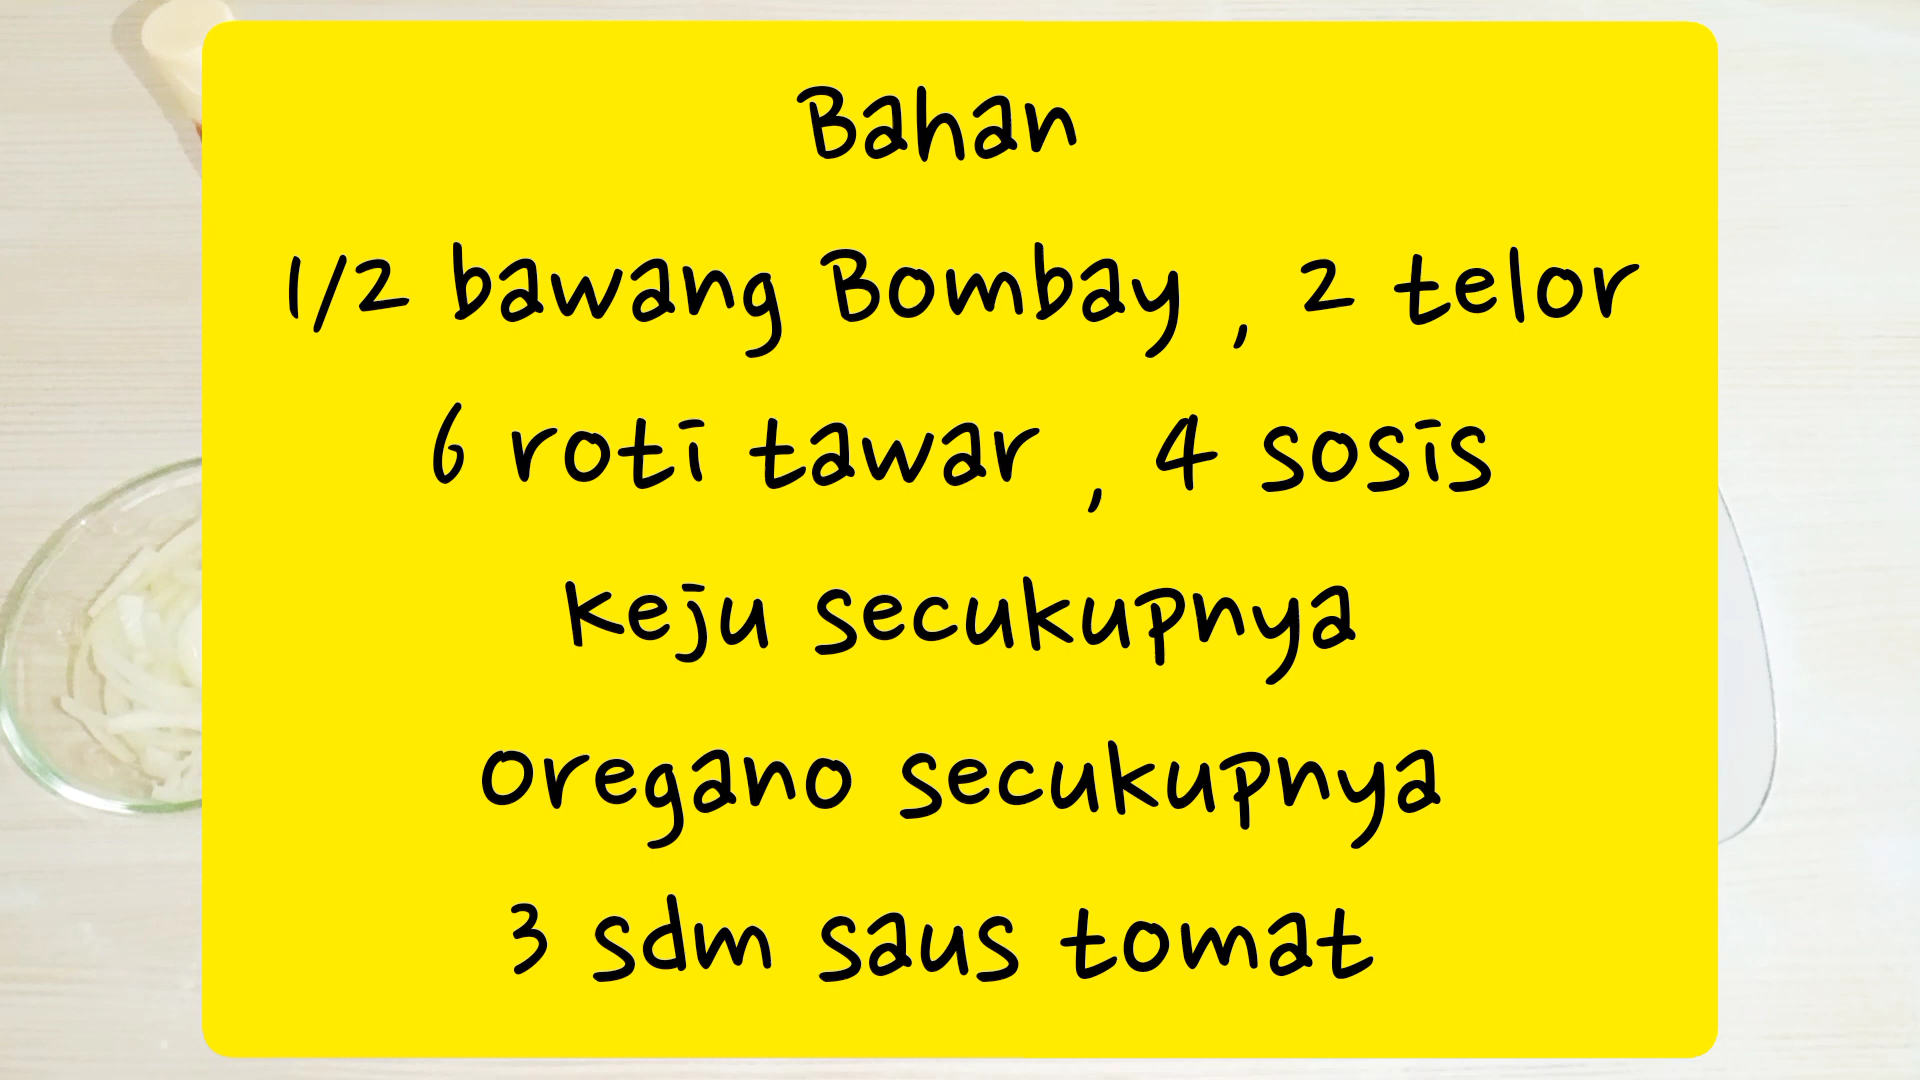 Bahan
1/2 bawang Bombay , 2 telor
6 roti tawar , 4 sosis
keju secukupnya
oregano secukupnya
3 sdm saus tomat